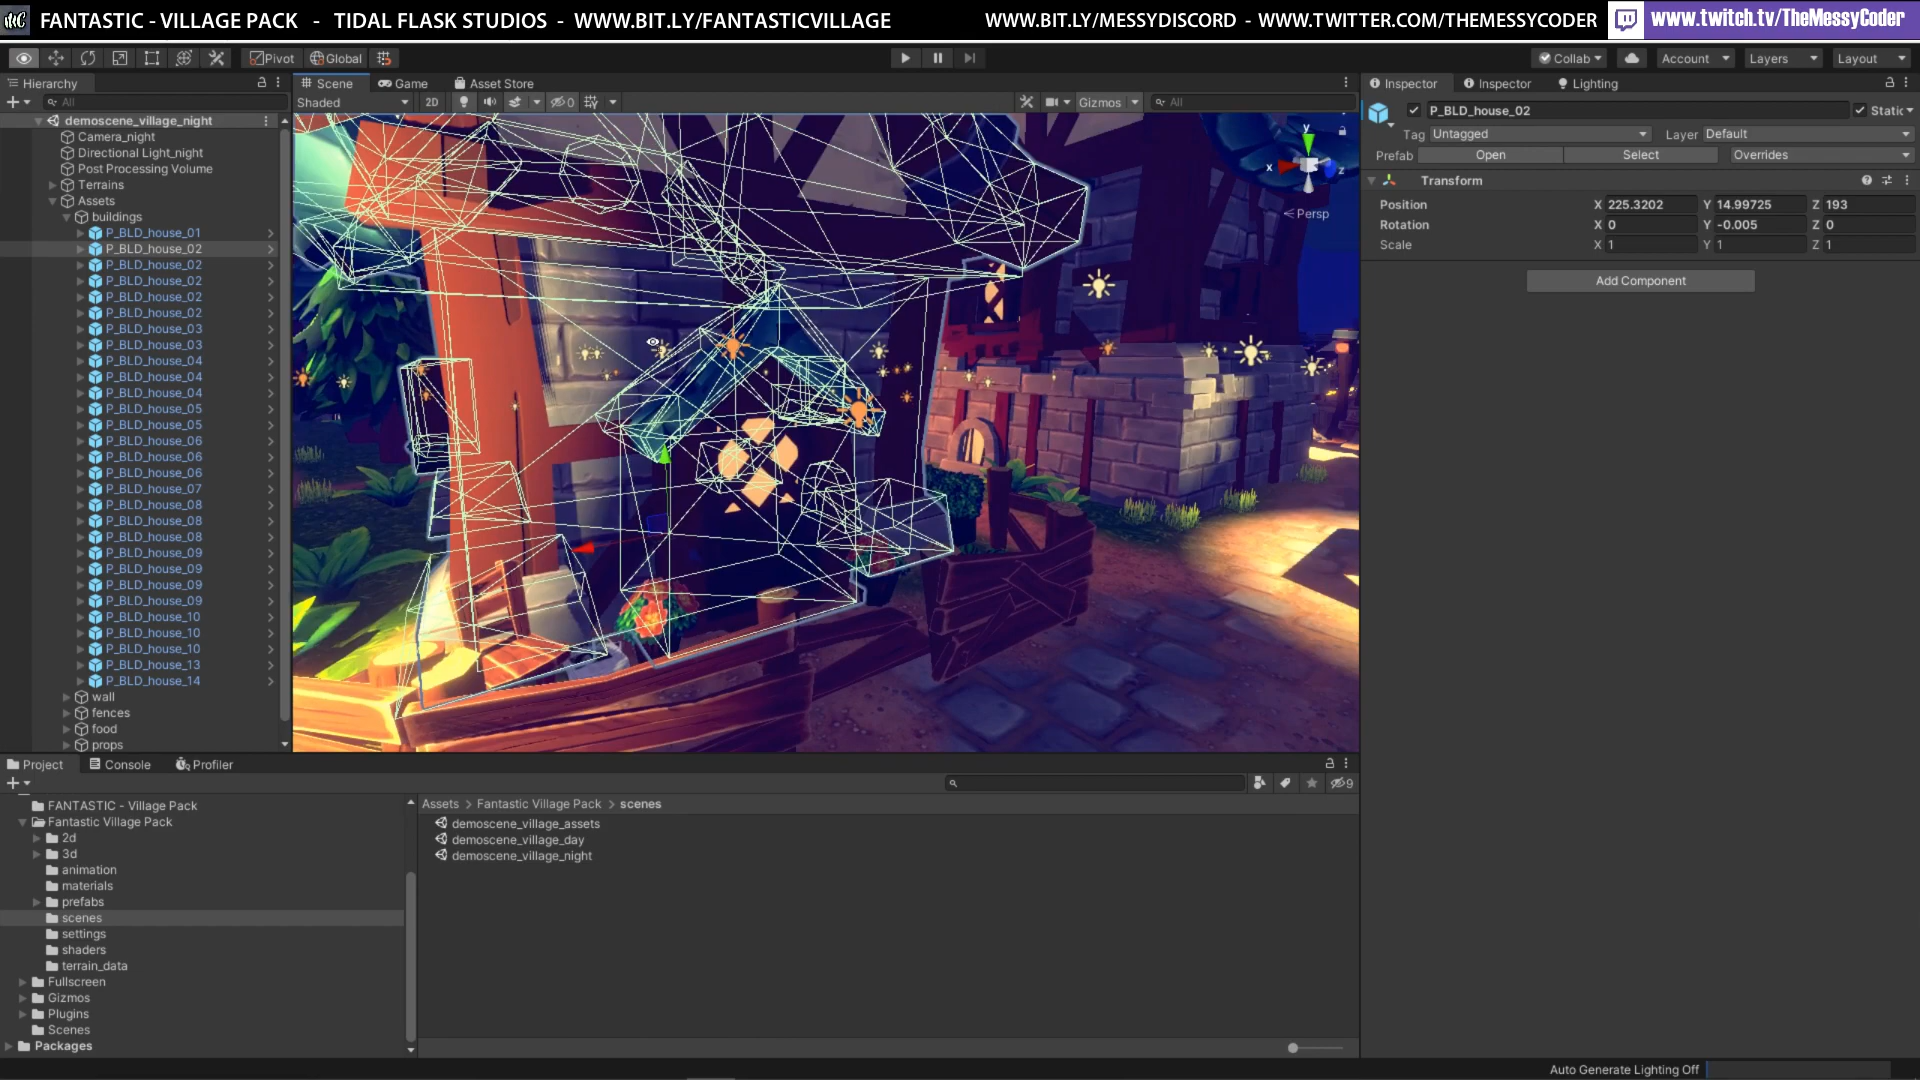 FANTASTIC - VILLAGE PACK - TIDAL FLASK STUDIOS - WWW.BIT.LY/FANTASTICVILLAGE
WWW.BIT.LY/MESSYDISCORD - WWW.TWITTER.COM/THEMESSYCODER
www.twitch.tv/TheMessyCoder
Pivot Global
Collab Account Layers Layout
Hierarchy
All
demoscene_village_night
Camera_night
Directional Light_night
Post Processing Volume
Terrains
Assets
buildings
P_BLD_house_01
P_BLD_house_02
P_BLD_house_02
P_BLD_house_02
P_BLD_house_02
P_BLD_house_02
P_BLD_house_03
P_BLD_house_03
P_BLD_house_04
P_BLD_house_04
P_BLD_house_04
P_BLD_house_05
P_BLD_house_05
P_BLD_house_06
P_BLD_house_06
P_BLD_house_06
P_BLD_house_07
P_BLD_house_08
P_BLD_house_08
P_BLD_house_08
P_BLD_house_09
P_BLD_house_09
P_BLD_house_09
P_BLD_house_09
P_BLD_house_10
P_BLD_house_10
P_BLD_house_10
P_BLD_house_13
P_BLD_house_14
wall
fences
food
props
Scene Game Asset Store
Shaded 2D 0 Gizmos All
y
x z
Persp
Inspector Inspector Lighting
P_BLD_house_02 Static
Tag Untagged Layer Default
Prefab Open Select Overrides
Transform
Position X 225.3202 Y 14.99725 Z 193
Rotation X 0 Y -0.005 Z 0
Scale X 1 Y 1 Z 1
Add Component
Project Console Profiler
9
FANTASTIC - Village Pack
Fantastic Village Pack
2d
3d
animation
materials
prefabs
scenes
settings
shaders
terrain_data
Fullscreen
Gizmos
Plugins
Scenes
Packages
Assets > Fantastic Village Pack > scenes
demoscene_village_assets
demoscene_village_day
demoscene_village_night
Auto Generate Lighting Off